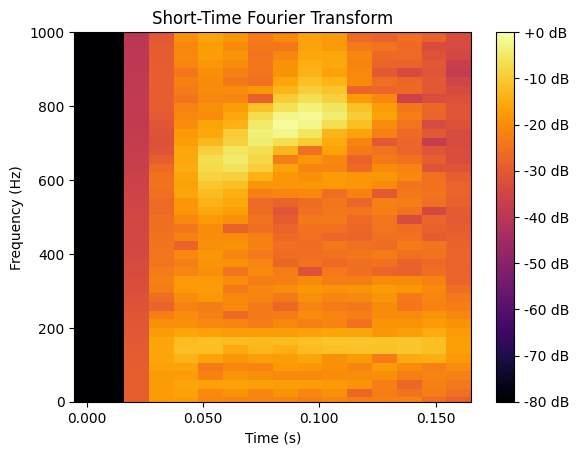 Short-Time Fourier Transform
1000
800
600
400
200
0
Frequency (Hz)
0.000
0.050
0.100
0.150
Time (s)
+0 dB
-10 dB
-20 dB
-30 dB
-40 dB
-50 dB
-60 dB
-70 dB
-80 dB